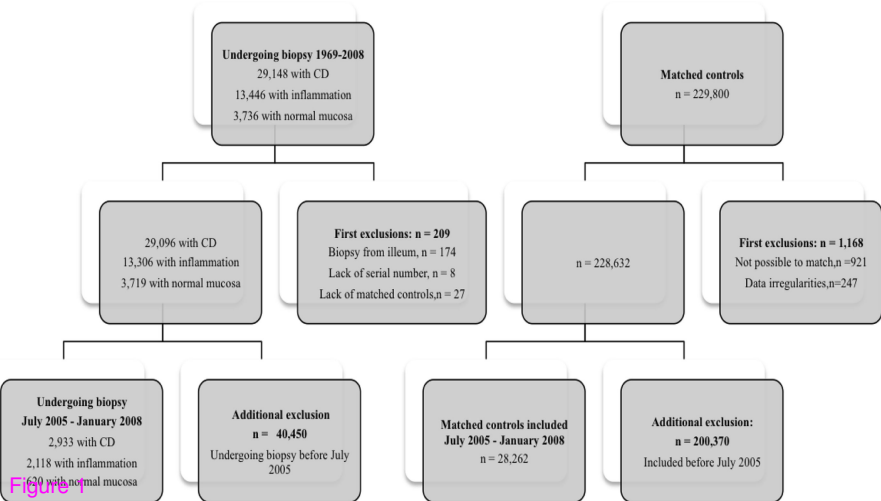 Undergoing biopsy 1969-2008
29,148 with CD
13,446 with inflammation
3,736 with normal mucosa
Matched controls
n = 229,800
29,096 with CD
13,306 with inflammation
3,719 with normal mucosa
First exclusions: n = 209
Biopsy from illeum, n = 174
Lack of serial number, n = 8
Lack of matched controls,n = 27
n = 228,632
First exclusions: n = 1,168
Not possible to match,n =921
Data irregularities,n=247
Undergoing biopsy
July 2005 - January 2008
2,933 with CD
2,118 with inflammation
620 with normal mucosa
Additional exclusion
n = 40,450
Undergoing biopsy before July
2005
Matched controls included
July 2005 - January 2008
n = 28,262
Additional exclusion:
n = 200,370
Included before July 2005
Figure 1